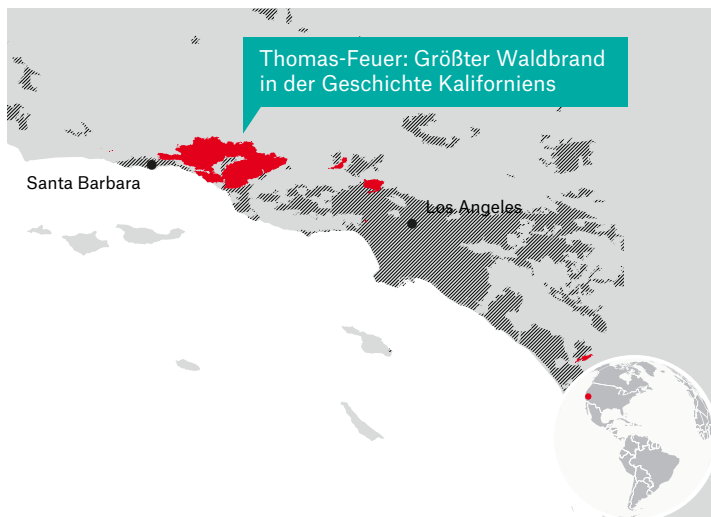 Thomas-Feuer: Größter Waldbrand
in der Geschichte Kaliforniens
Santa Barbara
Los Angeles